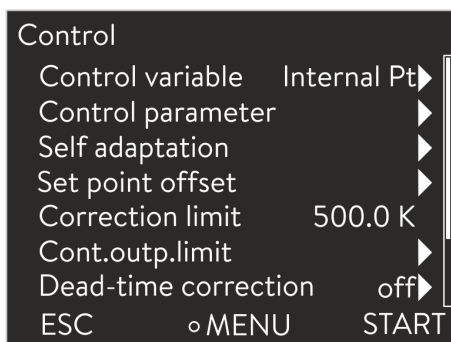 Control
Control variable Internal Pt
Control parameter
Self adaptation
Set point offset
Correction limit 500.0 K
Cont.outp.limit
Dead-time correction off
ESC MENU START